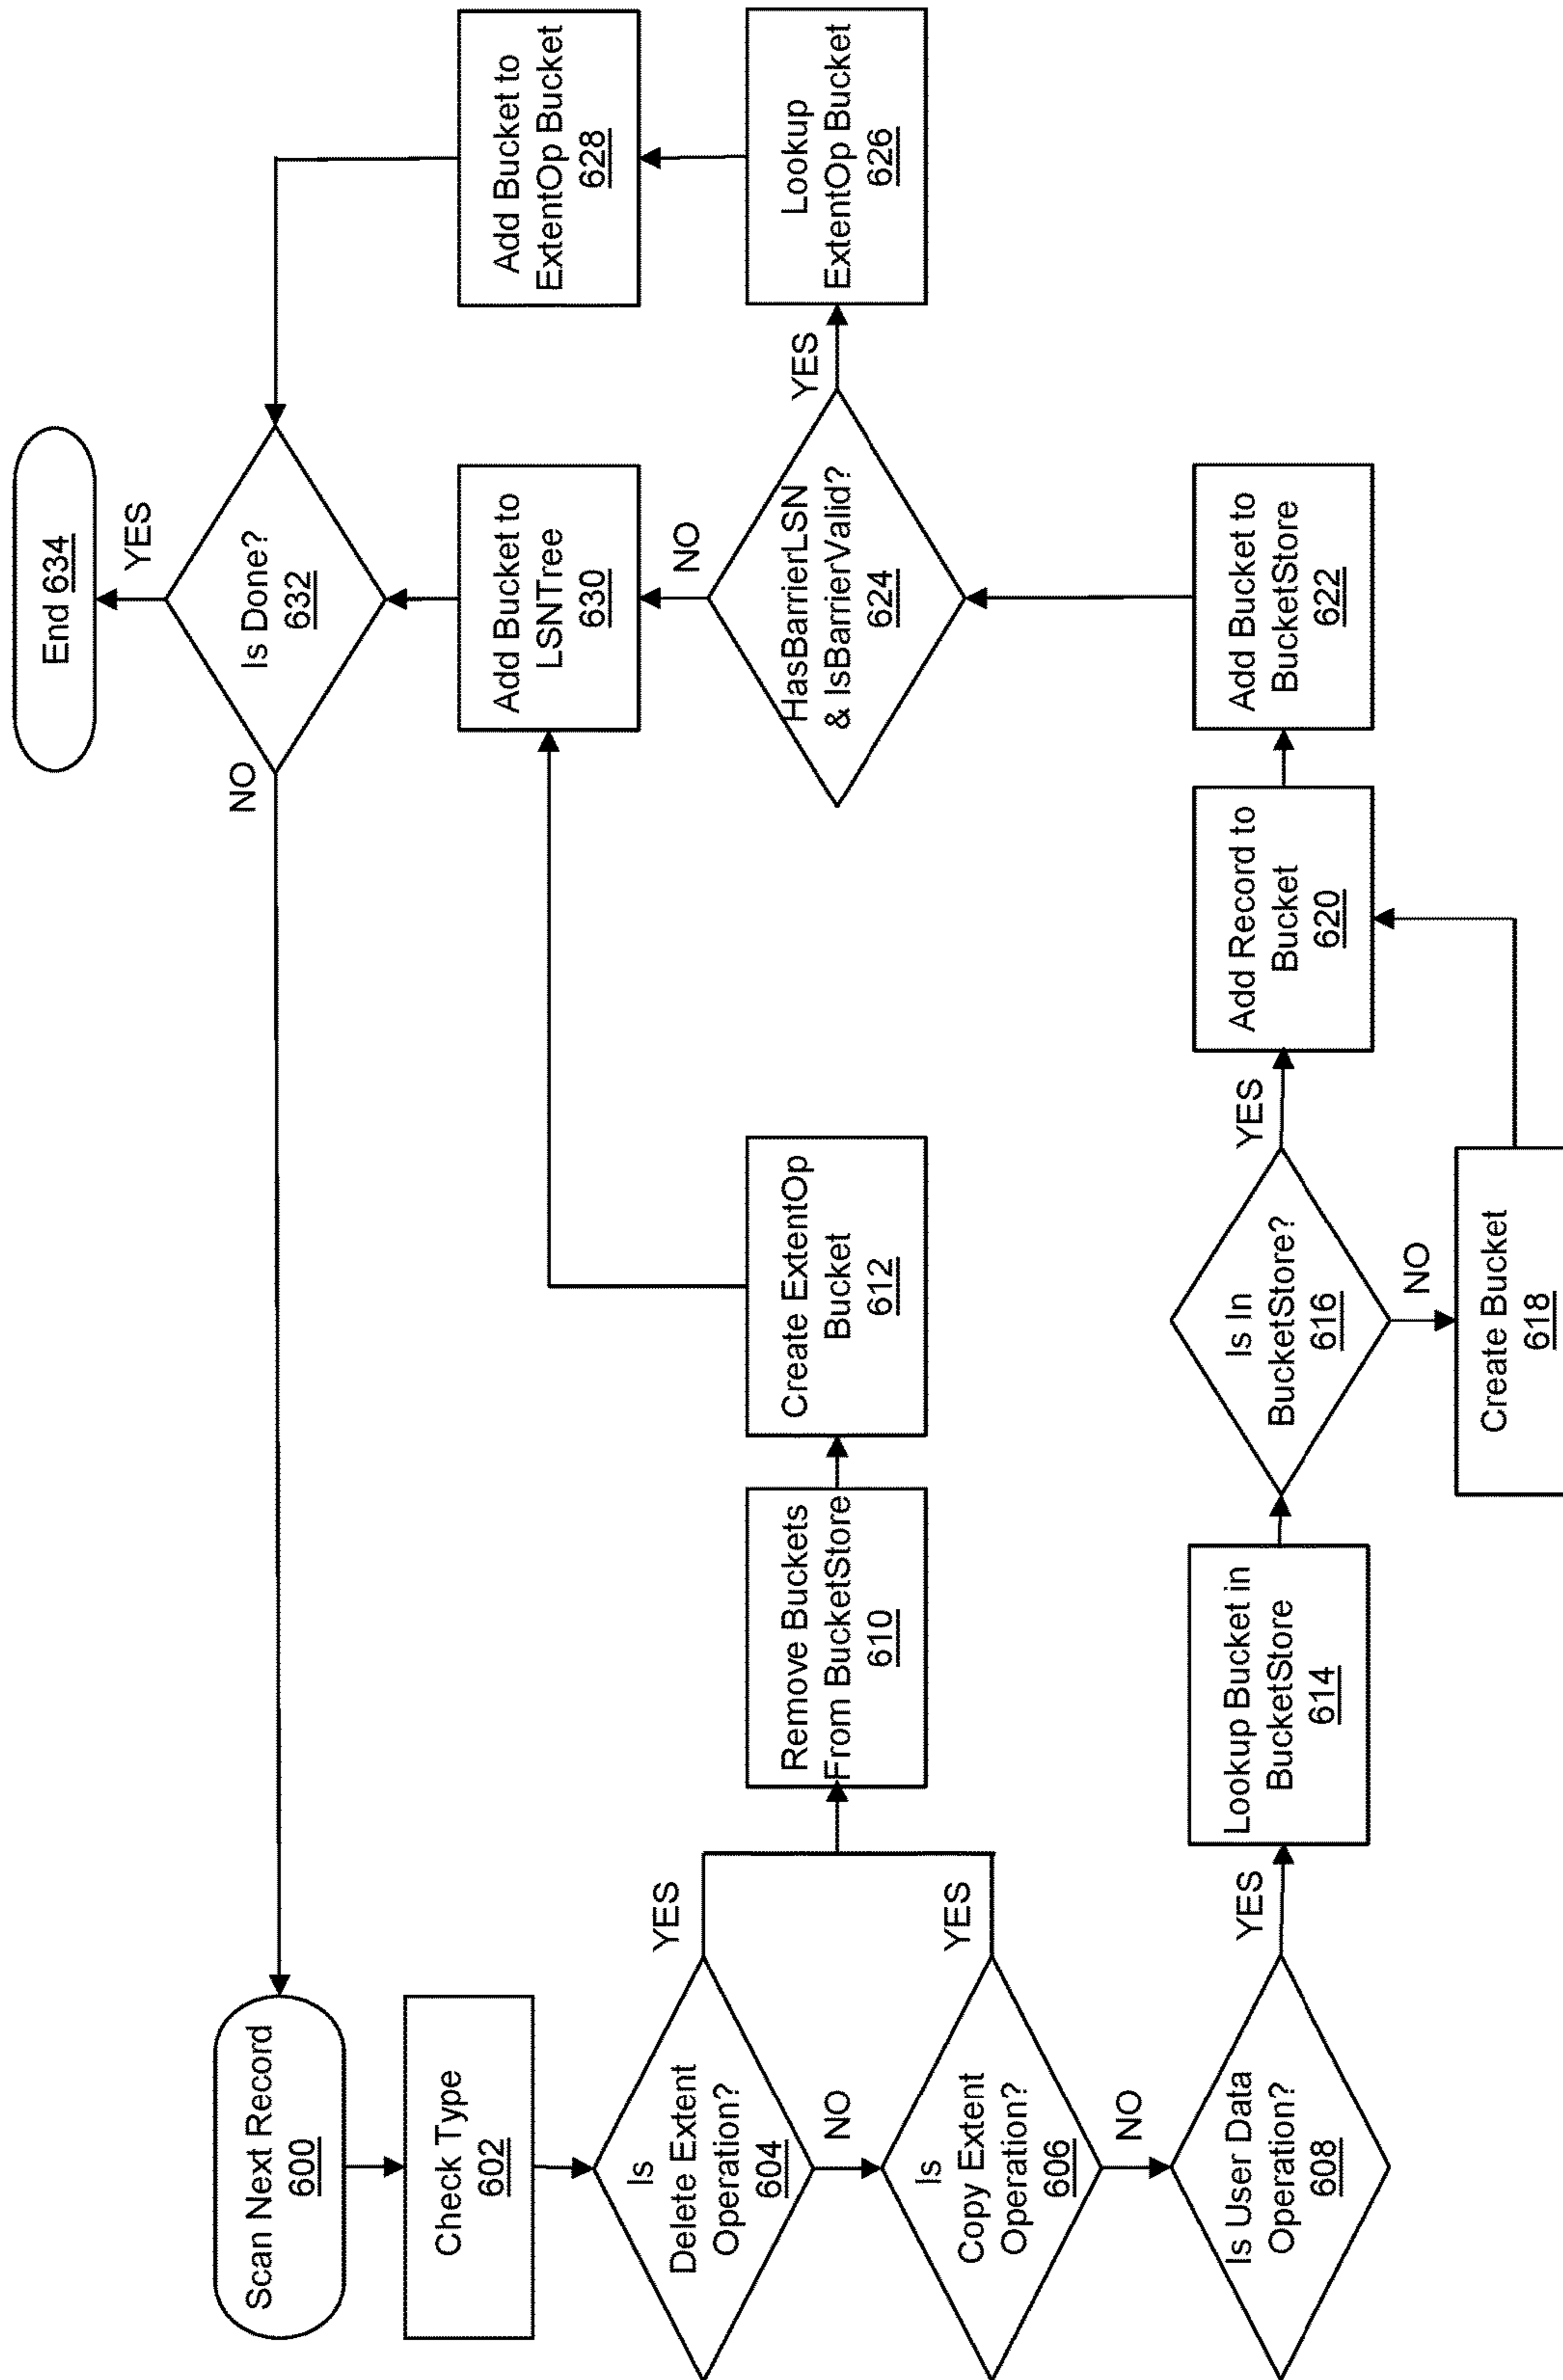 Scan Next Record
600
Check Type
602
Is
Delete Extent
Operation?
604
YES
NO
Is
Copy Extent
Operation?
606
YES
NO
Is User Data
Operation?
608
YES
Remove Buckets
From BucketStore
610
Create ExtentOp
Bucket
612
Lookup Bucket in
BucketStore
614
Is In
BucketStore?
616
YES
NO
Create Bucket
618
Add Record to
Bucket
620
Add Bucket to
BucketStore
622
HasBarrierLSN
& IsBarrierValid?
624
YES
NO
Lookup
ExtentOp Bucket
626
Add Bucket to
ExtentOp Bucket
628
Add Bucket to
LSNTree
630
Is Done?
632
NO
YES
End 634